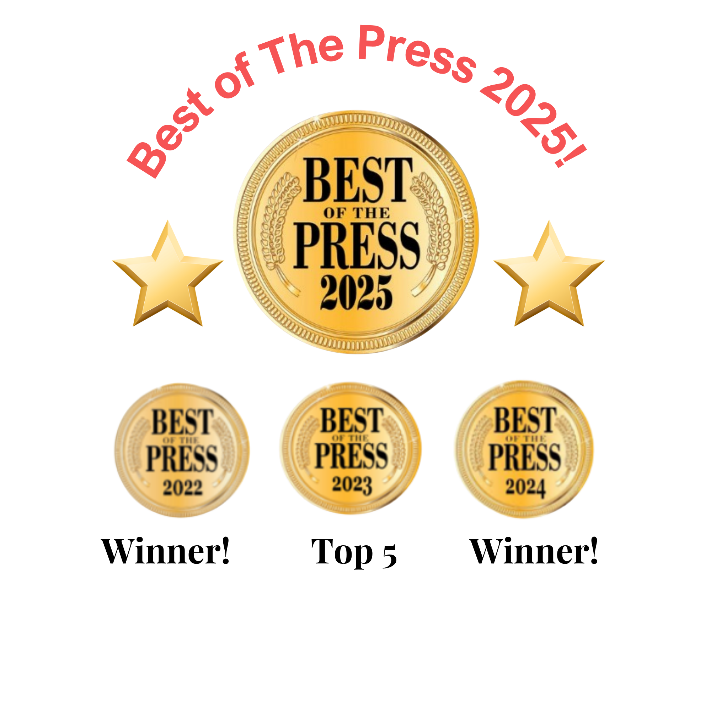 Best of The Press 2025!
BEST
OF THE
PRESS
2025
BEST
OF THE
PRESS
2022
BEST
OF THE
PRESS
2023
BEST
OF THE
PRESS
2024
Winner!
Top 5
Winner!